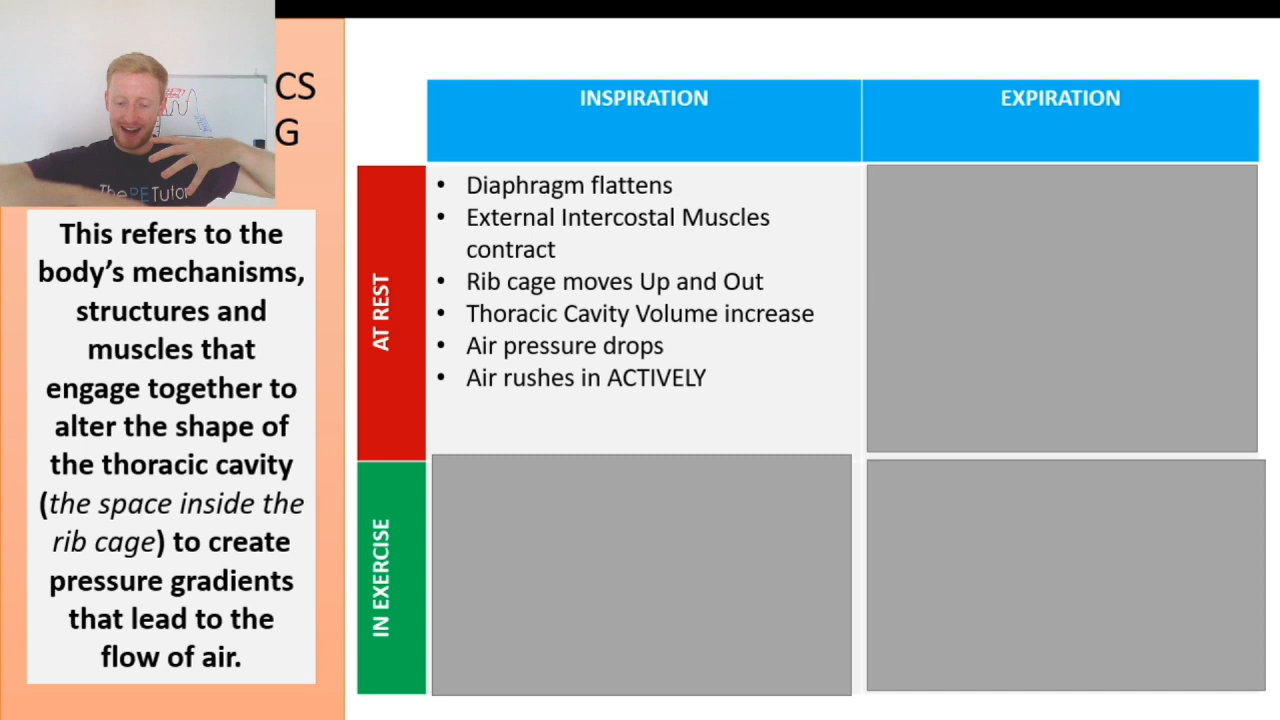 CS
G
The PE Tutor
This refers to the
body’s mechanisms,
structures and
muscles that
engage together to
alter the shape of
the thoracic cavity
(the space inside the
rib cage) to create
pressure gradients
that lead to the
flow of air.
INSPIRATION
EXPIRATION
AT REST
• Diaphragm flattens
• External Intercostal Muscles
contract
• Rib cage moves Up and Out
• Thoracic Cavity Volume increase
• Air pressure drops
• Air rushes in ACTIVELY
IN EXERCISE